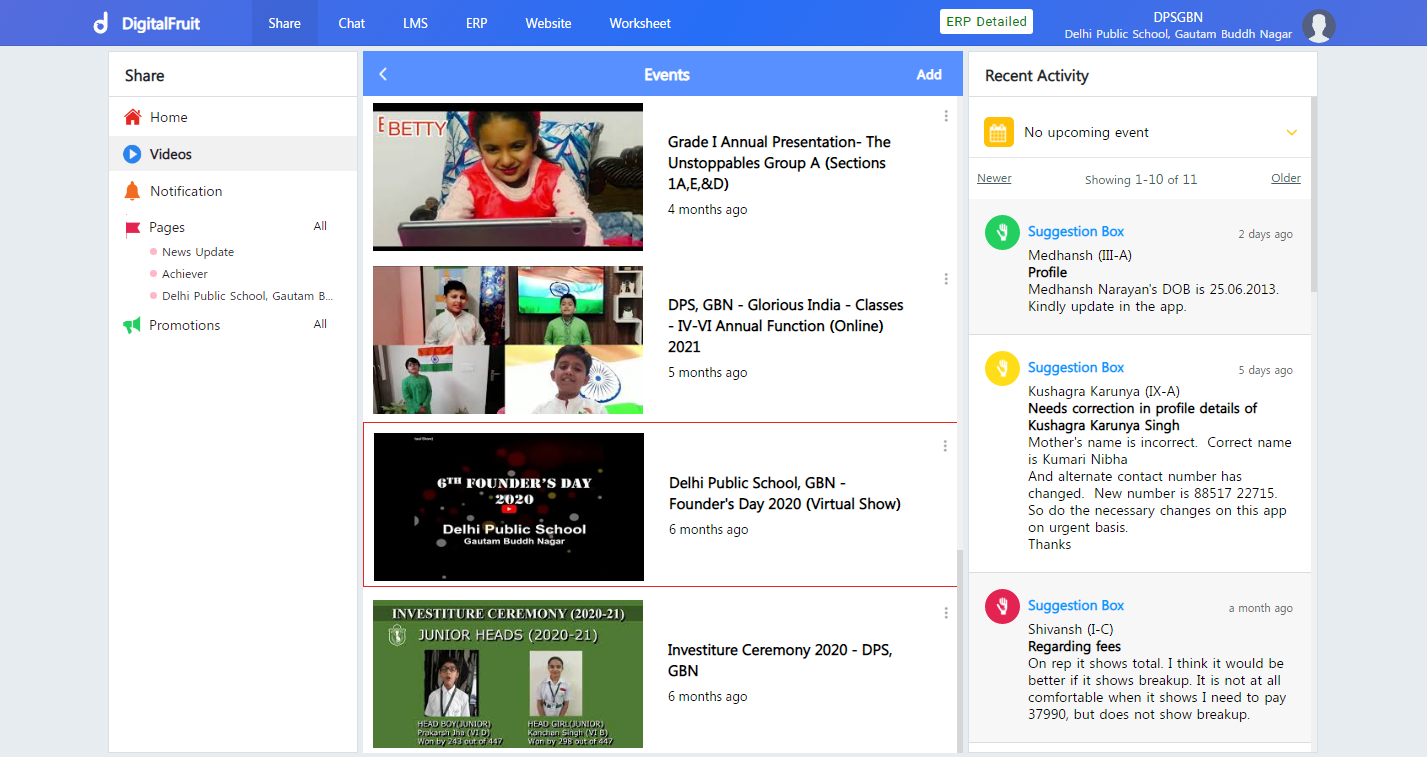 DigitalFruit
Share
Chat
LMS
ERP
Website
Worksheet
ERP Detailed
DPSGBN
Delhi Public School, Gautam Buddh Nagar
Share
Home
Videos
Notification
Pages
All
News Update
Achiever
Delhi Public School, Gautam B...
Promotions
All
Events
Add
BETTY
Grade I Annual Presentation- The
Unstoppables Group A (Sections
1A,E,&D)
4 months ago
DPS, GBN - Glorious India - Classes
- IV-VI Annual Function (Online)
2021
5 months ago
6TH FOUNDER'S DAY
2020
Delhi Public School
Gautam Buddh Nagar
Delhi Public School, GBN -
Founder's Day 2020 (Virtual Show)
6 months ago
INVESTITURE CEREMONY (2020-21)
JUNIOR HEADS (2020-21)
HEAD BOY(JUNIOR)
Prakarsh Jha (VI D)
Won by 243 out of 447
HEAD GIRL(JUNIOR)
Kanchan Singh (VI B)
Won by 298 out of 447
Investiture Ceremony 2020 - DPS,
GBN
6 months ago
Recent Activity
No upcoming event
Newer
Showing 1-10 of 11
Older
Suggestion Box
2 days ago
Medhansh (III-A)
Profile
Medhansh Narayan's DOB is 25.06.2013.
Kindly update in the app.
Suggestion Box
5 days ago
Kushagra Karunya (IX-A)
Needs correction in profile details of
Kushagra Karunya Singh
Mother's name is incorrect.  Correct name
is Kumari Nibha
And alternate contact number has
changed.  New number is 88517 22715.
So do the necessary changes on this app
on urgent basis.
Thanks
Suggestion Box
a month ago
Shivansh (I-C)
Regarding fees
On rep it shows total. I think it would be
better if it shows breakup. It is not at all
comfortable when it shows I need to pay
37990, but does not show breakup.